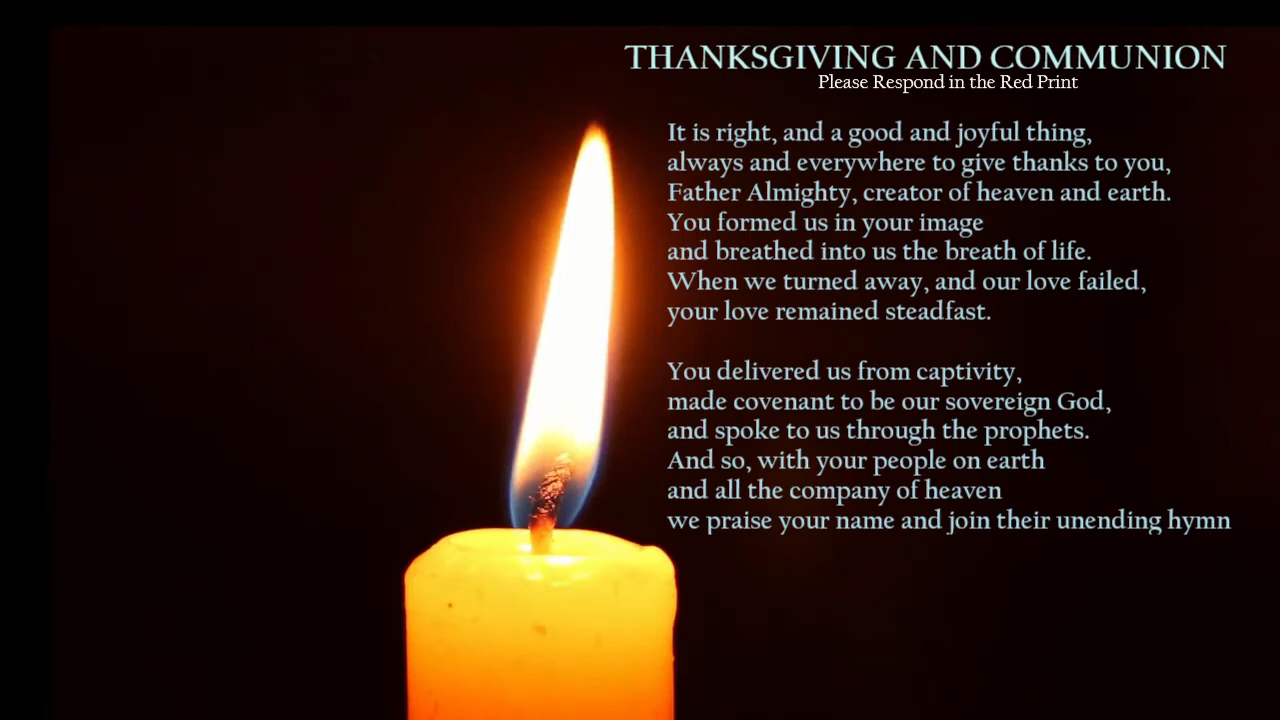 THANKSGIVING AND COMMUNION
Please Respond in the Red Print
It is right, and a good and joyful thing,
always and everywhere to give thanks to you,
Father Almighty, creator of heaven and earth.
You formed us in your image
and breathed into us the breath of life.
When we turned away, and our love failed,
your love remained steadfast.
You delivered us from captivity,
made covenant to be our sovereign God,
and spoke to us through the prophets.
And so, with your people on earth
and all the company of heaven
we praise your name and join their unending hymn